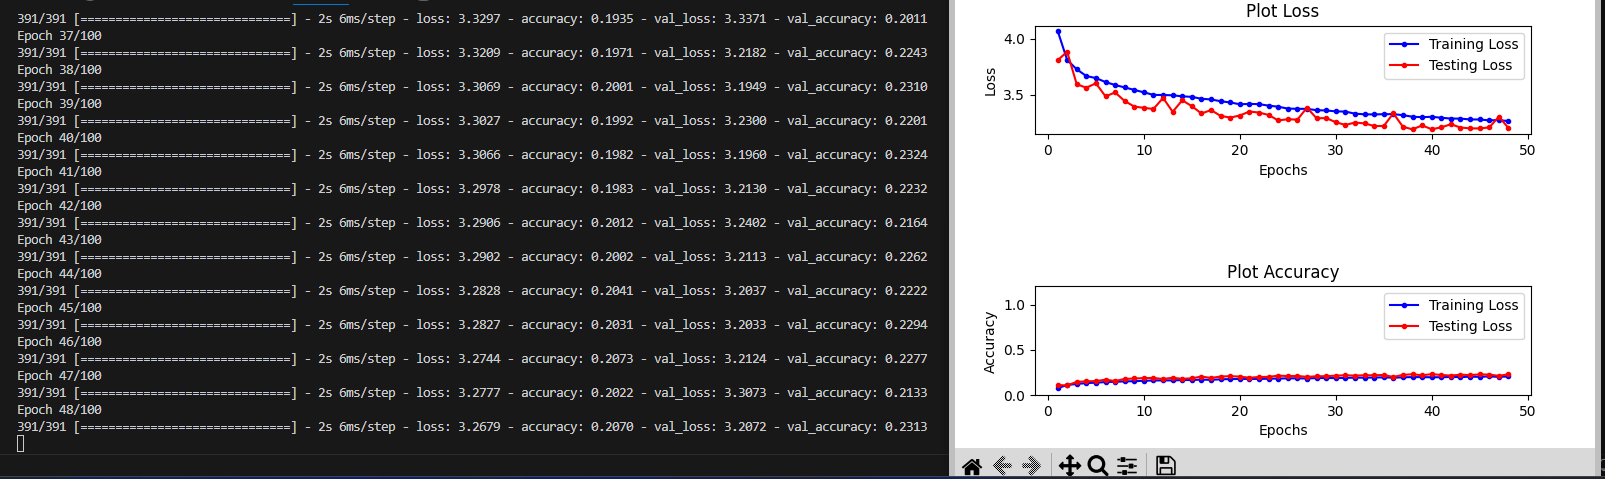 391/391 [==============================] - 2s 6ms/step - loss: 3.3297 - accuracy: 0.1935 - val_loss: 3.3371 - val_accuracy: 0.2011
Epoch 37/100
391/391 [==============================] - 2s 6ms/step - loss: 3.3209 - accuracy: 0.1971 - val_loss: 3.2182 - val_accuracy: 0.2243
Epoch 38/100
391/391 [==============================] - 2s 6ms/step - loss: 3.3069 - accuracy: 0.2001 - val_loss: 3.1949 - val_accuracy: 0.2310
Epoch 39/100
391/391 [==============================] - 2s 6ms/step - loss: 3.3027 - accuracy: 0.1992 - val_loss: 3.2300 - val_accuracy: 0.2201
Epoch 40/100
391/391 [==============================] - 2s 6ms/step - loss: 3.3066 - accuracy: 0.1982 - val_loss: 3.1960 - val_accuracy: 0.2324
Epoch 41/100
391/391 [==============================] - 2s 6ms/step - loss: 3.2978 - accuracy: 0.1983 - val_loss: 3.2130 - val_accuracy: 0.2232
Epoch 42/100
391/391 [==============================] - 2s 6ms/step - loss: 3.2906 - accuracy: 0.2012 - val_loss: 3.2402 - val_accuracy: 0.2164
Epoch 43/100
391/391 [==============================] - 2s 6ms/step - loss: 3.2902 - accuracy: 0.2002 - val_loss: 3.2113 - val_accuracy: 0.2262
Epoch 44/100
391/391 [==============================] - 2s 6ms/step - loss: 3.2828 - accuracy: 0.2041 - val_loss: 3.2037 - val_accuracy: 0.2222
Epoch 45/100
391/391 [==============================] - 2s 6ms/step - loss: 3.2827 - accuracy: 0.2031 - val_loss: 3.2033 - val_accuracy: 0.2294
Epoch 46/100
391/391 [==============================] - 2s 6ms/step - loss: 3.2744 - accuracy: 0.2073 - val_loss: 3.2124 - val_accuracy: 0.2277
Epoch 47/100
391/391 [==============================] - 2s 6ms/step - loss: 3.2777 - accuracy: 0.2022 - val_loss: 3.3073 - val_accuracy: 0.2133
Epoch 48/100
391/391 [==============================] - 2s 6ms/step - loss: 3.2679 - accuracy: 0.2070 - val_loss: 3.2072 - val_accuracy: 0.2313
Plot Loss
4.0
3.5
Loss
Training Loss
Testing Loss
0 10 20 30 40 50
Epochs
Plot Accuracy
1.0
0.5
0.0
Accuracy
Training Loss
Testing Loss
0 10 20 30 40 50
Epochs